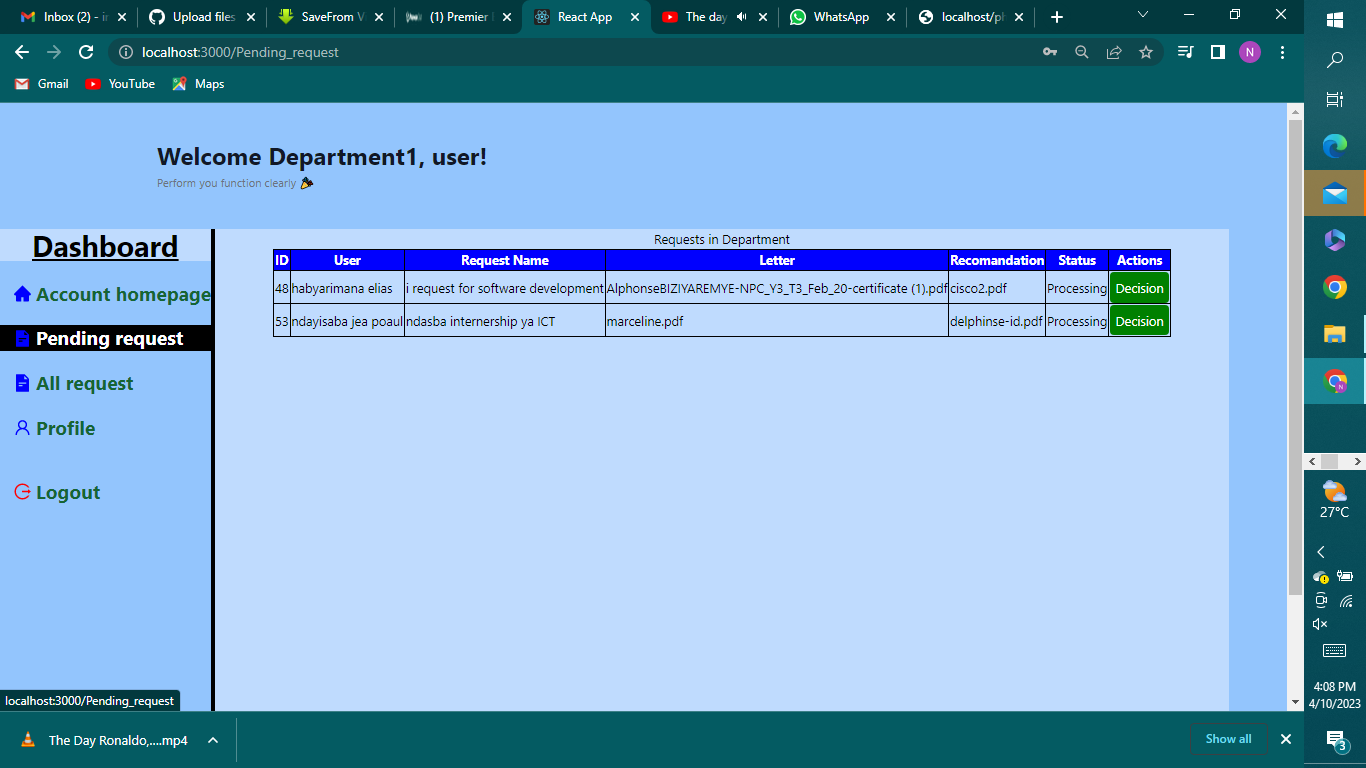 Inbox (2) - in
Upload files
SaveFrom V
(1) Premier
React App
The day
WhatsApp
localhost/ph
localhost:3000/Pending_request
N
Gmail
YouTube
Maps
Welcome Department1, user!
Perform you function clearly
Dashboard
Account homepage
Pending request
All request
Profile
Logout
Requests in Department
ID User Request Name Letter Recomandation Status Actions
48 habyarimana elias i request for software development AlphonseBIZIYAREMYE-NPC_Y3_T3_Feb_20-certificate (1).pdf cisco2.pdf Processing Decision
53 ndayisaba jea poaul ndasba internership ya ICT marceline.pdf delphinse-id.pdf Processing Decision
localhost:3000/Pending_request
The Day Ronaldo,....mp4
Show all
N
27°C
4:08 PM
4/10/2023
3